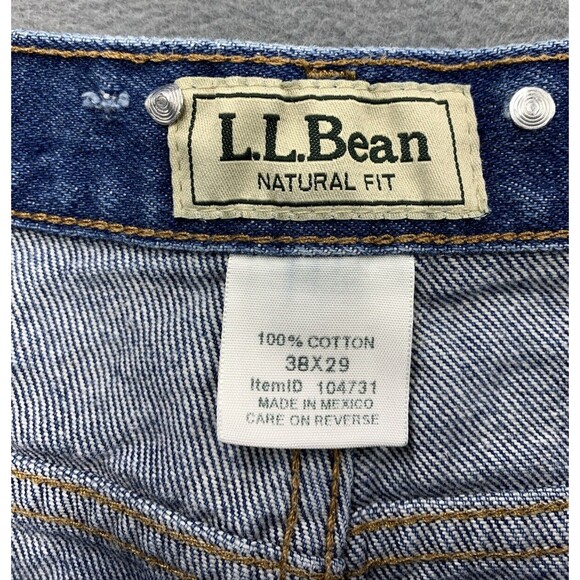 L.L.Bean
NATURAL FIT
100% COTTON
38X29
ItemID 104731
MADE IN MEXICO
CARE ON REVERSE